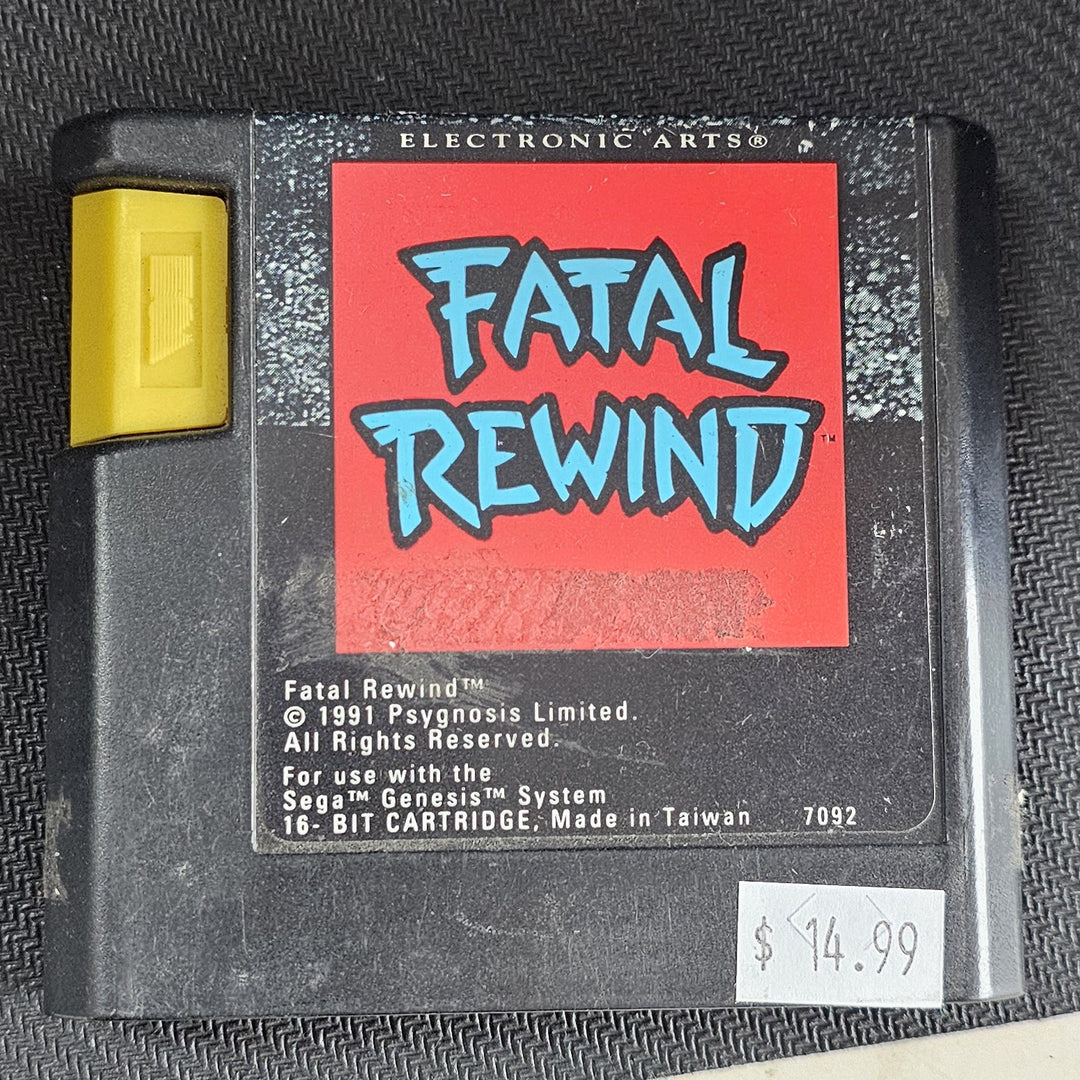 ELECTRONIC ARTS®
FATAL
REWIND™
Fatal Rewind™
© 1991 Psygnosis Limited.
All Rights Reserved.
For use with the
Sega™ Genesis™ System
16- BIT CARTRIDGE, Made in Taiwan 7092
$ 14.99